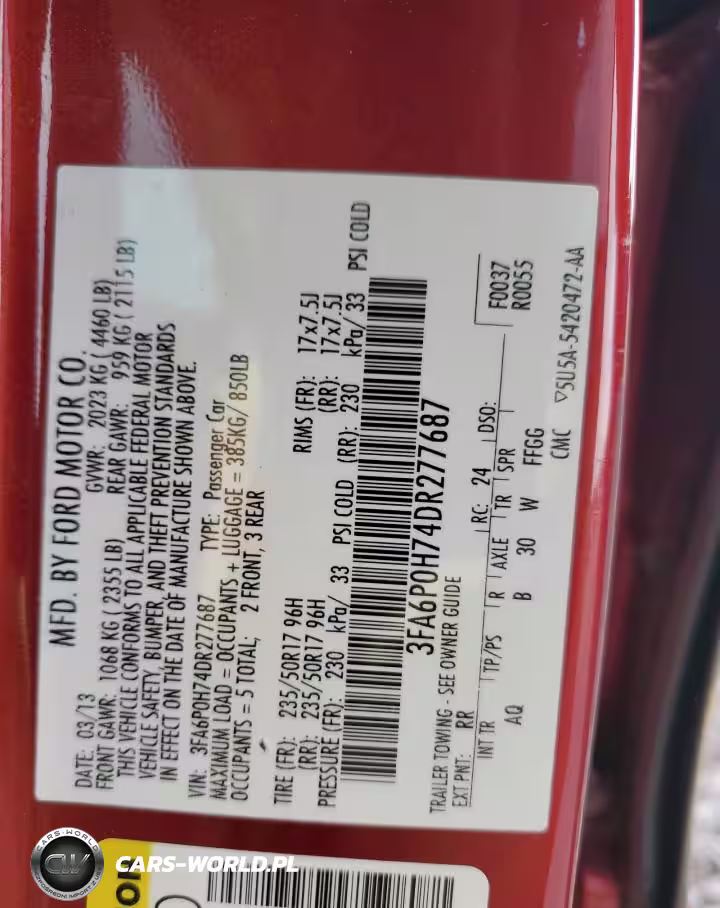 MFD. BY FORD MOTOR CO.
DATE: 03/13 GVWR: 2023 KG ( 4460 LB)
FRONT GAWR: 1068 KG ( 2355 LB) REAR GAWR: 959 KG ( 2115 LB)
THIS VEHICLE CONFORMS TO ALL APPLICABLE FEDERAL MOTOR
VEHICLE SAFETY, BUMPER, AND THEFT PREVENTION STANDARDS
IN EFFECT ON THE DATE OF MANUFACTURE SHOWN ABOVE.
VIN: 3FA6P0H74DR277687 TYPE: Passenger Car
MAXIMUM LOAD = OCCUPANTS + LUGGAGE = 385KG/ 850LB
OCCUPANTS = 5 TOTAL; 2 FRONT, 3 REAR
TIRE (FR): 235/50R17 96H RIMS (FR): 17x7.5J
(RR): 235/50R17 96H (RR): 17x7.5J
PRESSURE (FR): 230 kPa/ 33 PSI COLD (RR): 230 kPa/ 33 PSI COLD
3FA6P0H74DR277687
TRAILER TOWING - SEE OWNER GUIDE
EXT PNT: RR RC: 24 DSO: F0037
R0055
INT TR TP/PS R AXLE TR SPR
AQ B 30 W FFGG
CMC ▽5U5A-5420472-AA
CARS-WORLD
CW
CARS-WORLD.PL